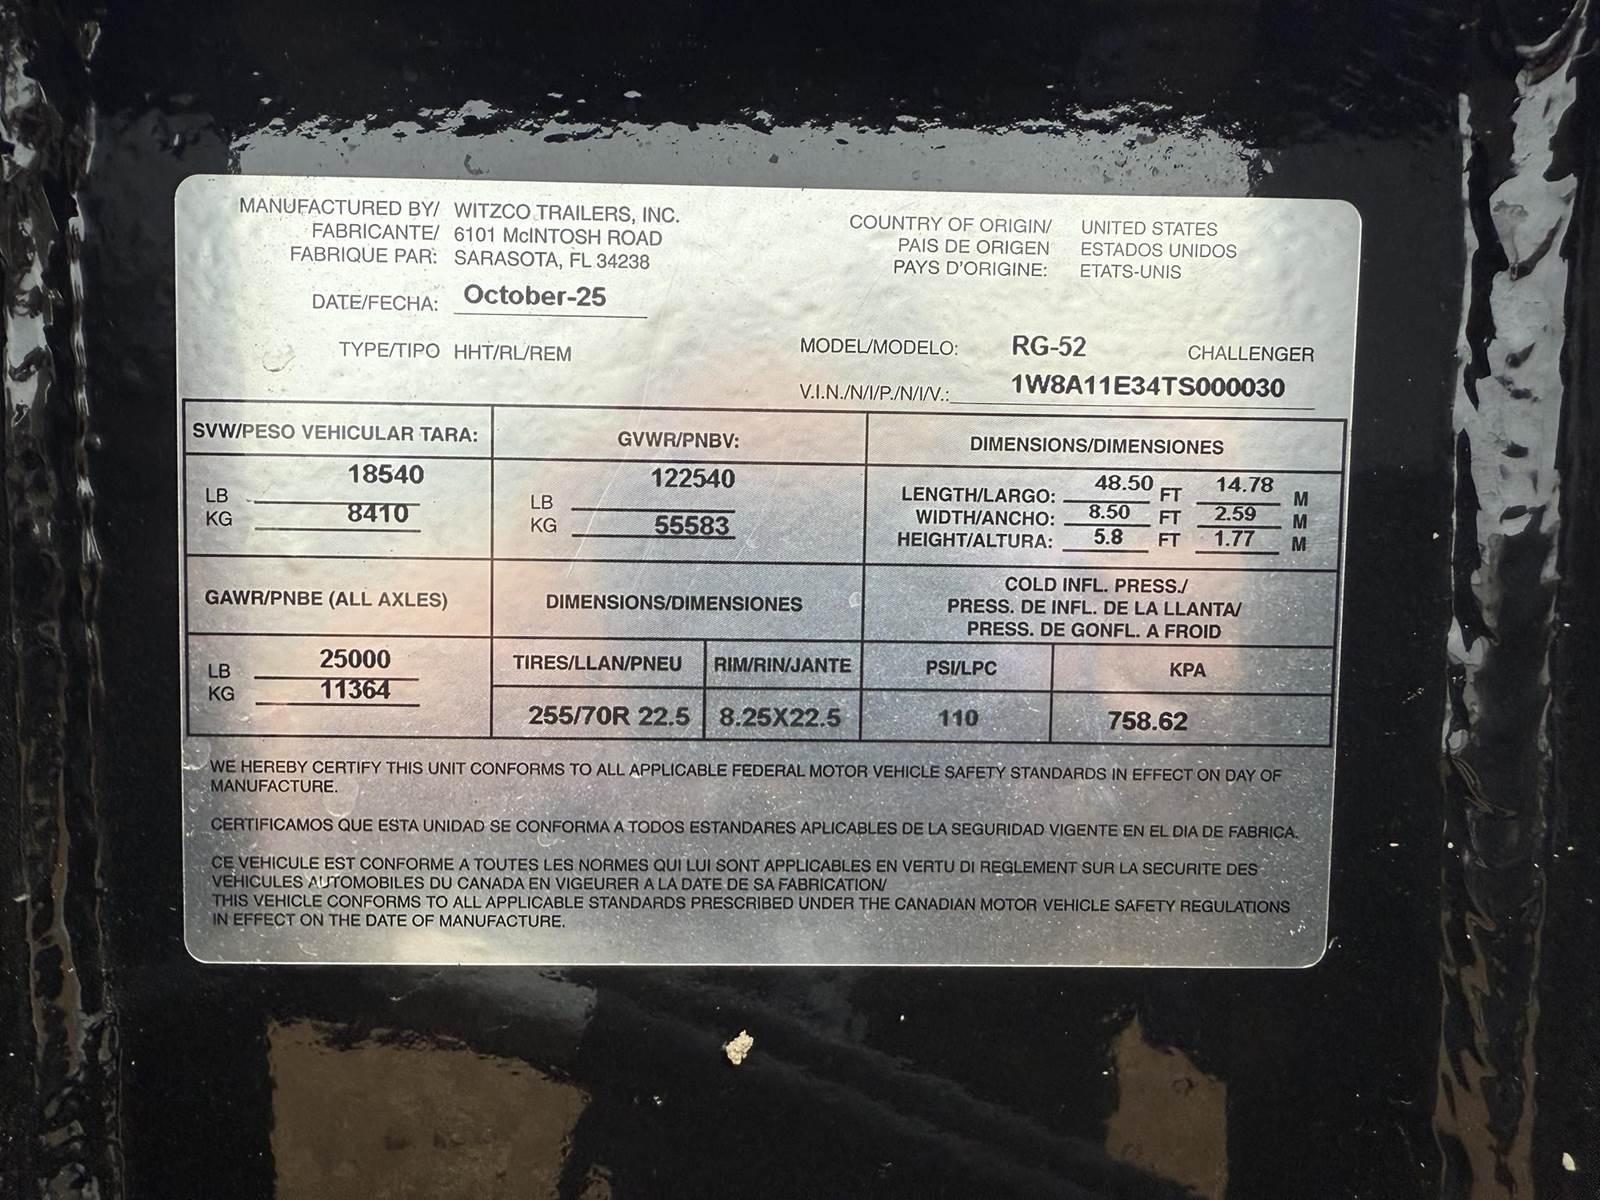 MANUFACTURED BY/ WITZCO TRAILERS, INC.
FABRICANTE/ 6101 McINTOSH ROAD
FABRIQUE PAR: SARASOTA, FL 34238
COUNTRY OF ORIGIN/ UNITED STATES
PAIS DE ORIGEN ESTADOS UNIDOS
PAYS D'ORIGINE: ETATS-UNIS
DATE/FECHA: October-25
TYPE/TIPO HHT/RL/REM
MODEL/MODELO: RG-52 CHALLENGER
V.I.N./N/I/P./N/I/V.: 1W8A11E34TS000030
SVW/PESO VEHICULAR TARA:
LB 18540
KG 8410
GVWR/PNBV:
LB 122540
KG 55583
DIMENSIONS/DIMENSIONES
LENGTH/LARGO: 48.50 FT 14.78 M
WIDTH/ANCHO: 8.50 FT 2.59 M
HEIGHT/ALTURA: 5.8 FT 1.77 M
GAWR/PNBE (ALL AXLES)
LB 25000
KG 11364
DIMENSIONS/DIMENSIONES
TIRES/LLAN/PNEU RIM/RIN/JANTE
255/70R 22.5 8.25X22.5
COLD INFL. PRESS./
PRESS. DE INFL. DE LA LLANTA/
PRESS. DE GONFL. A FROID
PSI/LPC KPA
110 758.62
WE HEREBY CERTIFY THIS UNIT CONFORMS TO ALL APPLICABLE FEDERAL MOTOR VEHICLE SAFETY STANDARDS IN EFFECT ON DAY OF
MANUFACTURE.
CERTIFICAMOS QUE ESTA UNIDAD SE CONFORMA A TODOS ESTANDARES APLICABLES DE LA SEGURIDAD VIGENTE EN EL DIA DE FABRICA.
CE VEHICULE EST CONFORME A TOUTES LES NORMES QUI LUI SONT APPLICABLES EN VERTU DI REGLEMENT SUR LA SECURITE DES
VEHICULES AUTOMOBILES DU CANADA EN VIGEURER A LA DATE DE SA FABRICATION/
THIS VEHICLE CONFORMS TO ALL APPLICABLE STANDARDS PRESCRIBED UNDER THE CANADIAN MOTOR VEHICLE SAFETY REGULATIONS
IN EFFECT ON THE DATE OF MANUFACTURE.